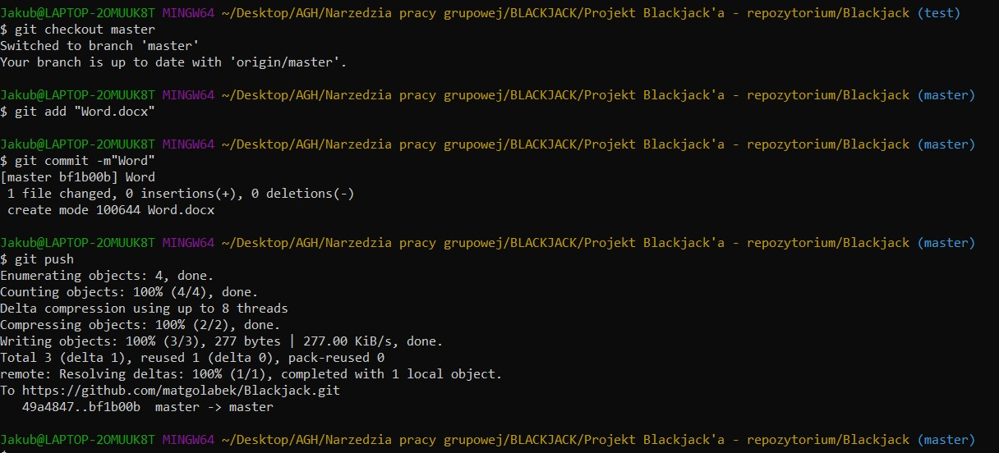 Jakub@LAPTOP-2OMUUK8T MINGW64 ~/Desktop/AGH/Narzedzia pracy grupowej/BLACKJACK/Projekt Blackjack'a - repozytorium/Blackjack (test)
$ git checkout master
Switched to branch 'master'
Your branch is up to date with 'origin/master'.
Jakub@LAPTOP-2OMUUK8T MINGW64 ~/Desktop/AGH/Narzedzia pracy grupowej/BLACKJACK/Projekt Blackjack'a - repozytorium/Blackjack (master)
$ git add "Word.docx"
Jakub@LAPTOP-2OMUUK8T MINGW64 ~/Desktop/AGH/Narzedzia pracy grupowej/BLACKJACK/Projekt Blackjack'a - repozytorium/Blackjack (master)
$ git commit -m"Word"
[master bf1b00b] Word
 1 file changed, 0 insertions(+), 0 deletions(-)
 create mode 100644 Word.docx
Jakub@LAPTOP-2OMUUK8T MINGW64 ~/Desktop/AGH/Narzedzia pracy grupowej/BLACKJACK/Projekt Blackjack'a - repozytorium/Blackjack (master)
$ git push
Enumerating objects: 4, done.
Counting objects: 100% (4/4), done.
Delta compression using up to 8 threads
Compressing objects: 100% (2/2), done.
Writing objects: 100% (3/3), 277 bytes | 277.00 KiB/s, done.
Total 3 (delta 1), reused 1 (delta 0), pack-reused 0
remote: Resolving deltas: 100% (1/1), completed with 1 local object.
To https://github.com/matgolabek/Blackjack.git
   49a4847..bf1b00b  master -> master
Jakub@LAPTOP-2OMUUK8T MINGW64 ~/Desktop/AGH/Narzedzia pracy grupowej/BLACKJACK/Projekt Blackjack'a - repozytorium/Blackjack (master)